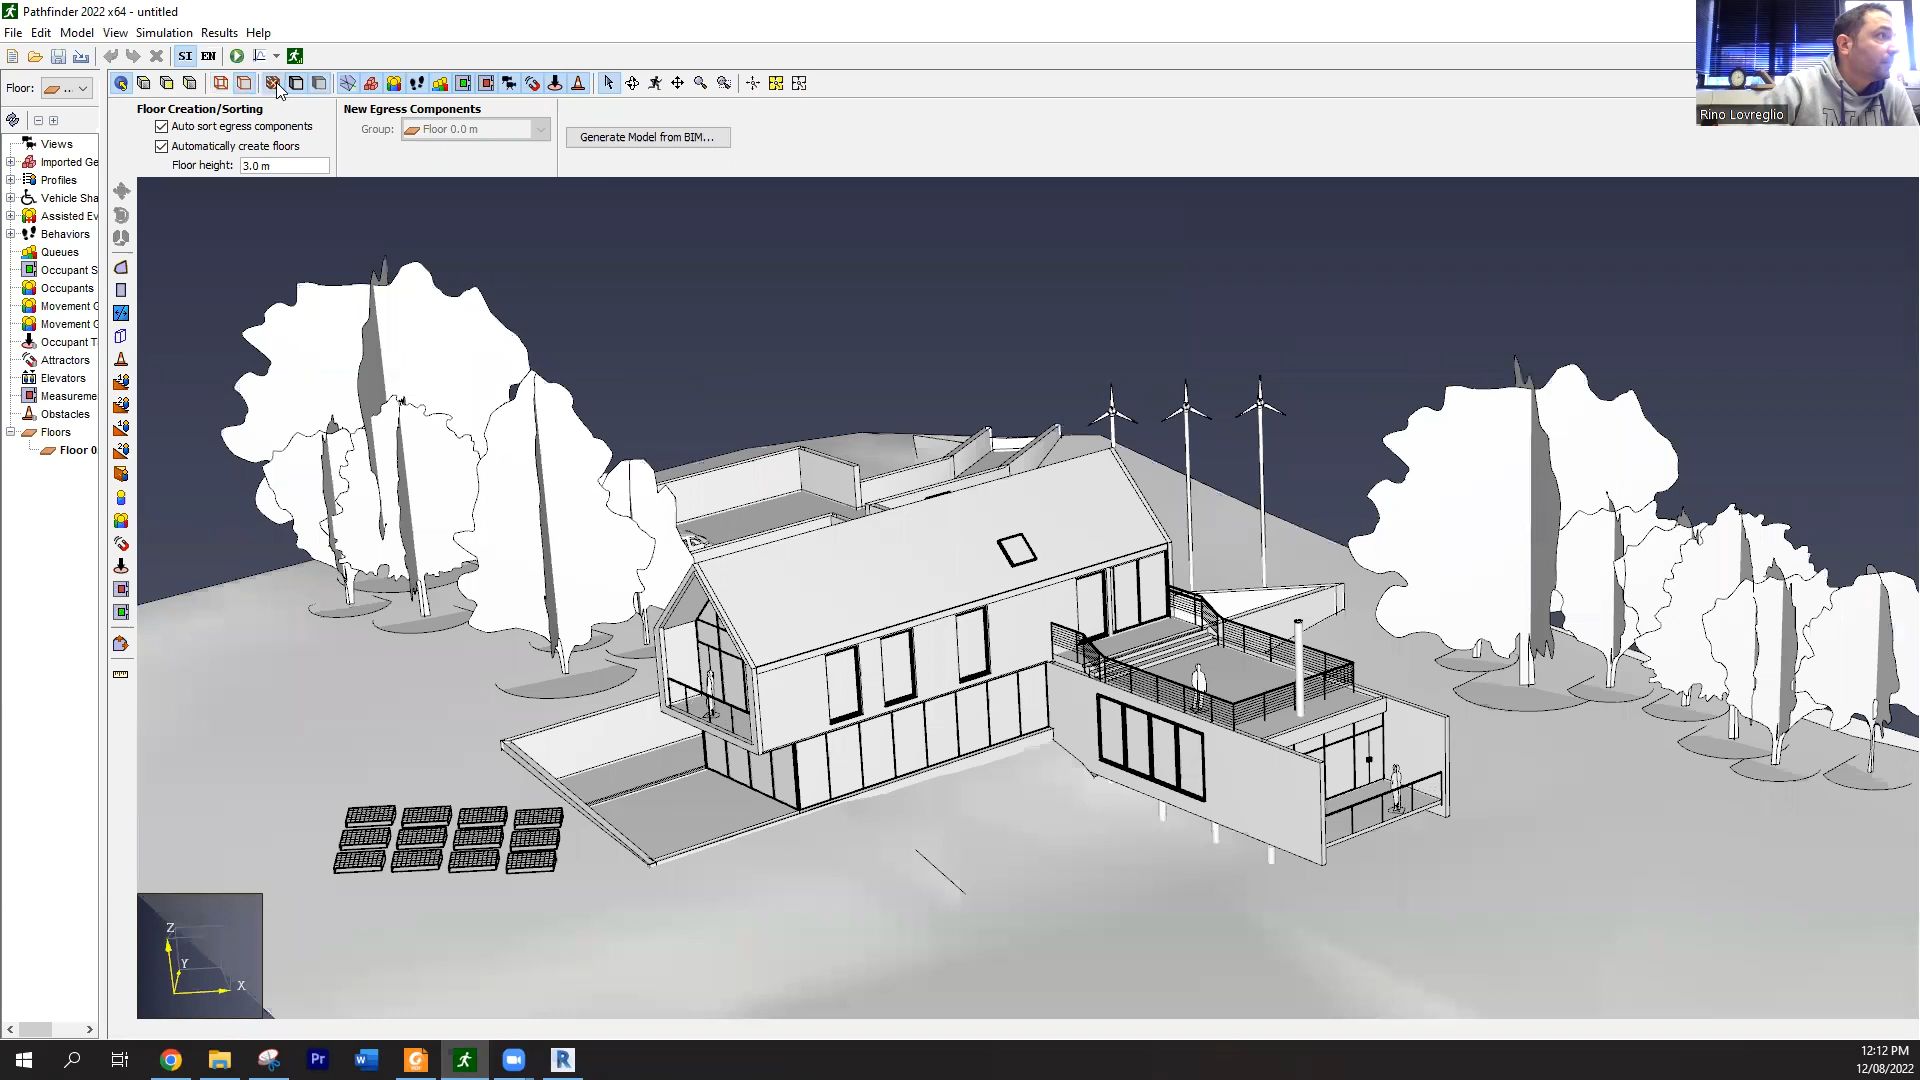 Pathfinder 2022 x64 - untitled
File Edit Model View Simulation Results Help
SI EN
Floor: ...
Floor Creation/Sorting
Auto sort egress components
Automatically create floors
Floor height: 3.0 m
New Egress Components
Group: Floor 0.0 m
Generate Model from BIM...
Rino Lovreglio
Views
Imported Ge
Profiles
Vehicle Sha
Assisted Ev
Behaviors
Queues
Occupant S
Occupants
Movement G
Movement G
Occupant T
Attractors
Elevators
Measureme
Obstacles
Floors
Floor 0.
Z
Y
X
Pr
12:12 PM
12/08/2022